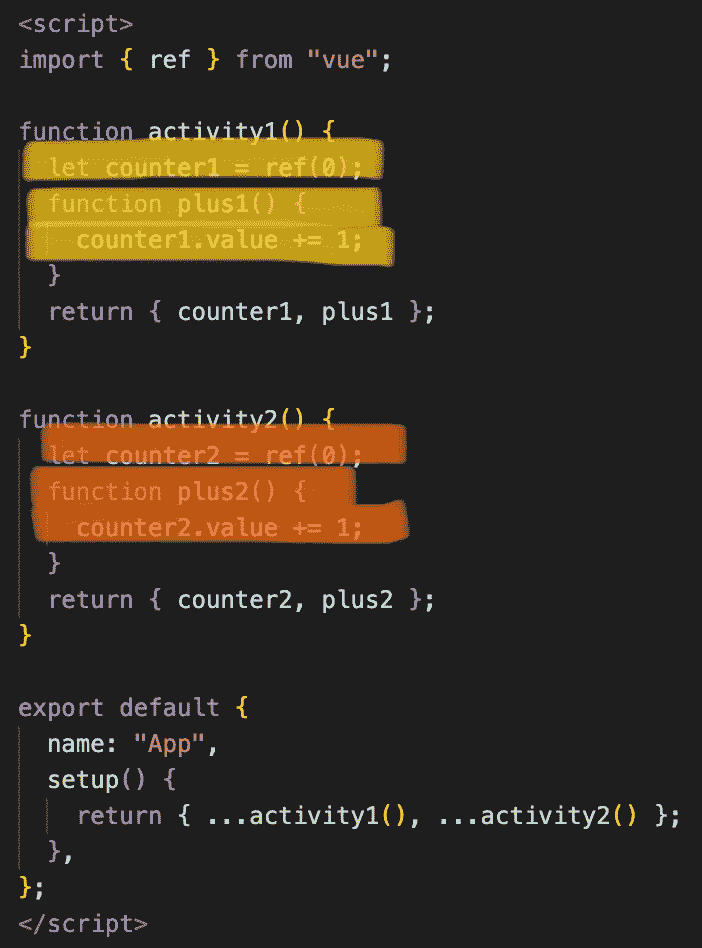 <script>
import { ref } from "vue";
function activity1() {
let counter1 = ref(0);
function plus1() {
counter1.value += 1;
}
return { counter1, plus1 };
}
function activity2() {
let counter2 = ref(0);
function plus2() {
counter2.value += 1;
}
return { counter2, plus2 };
}
export default {
name: "App",
setup() {
return { ...activity1(), ...activity2() };
},
};
</script>